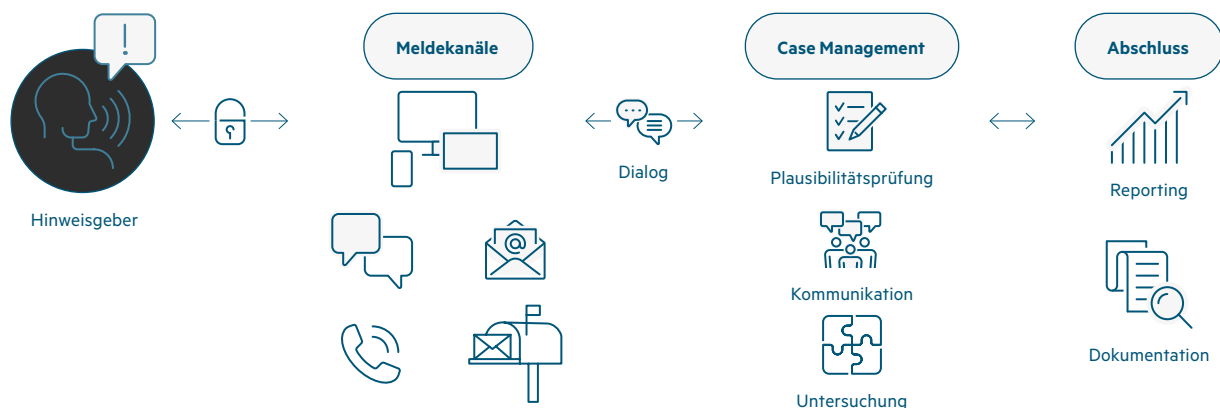 Meldekanäle
Case Management
Abschluss
Hinweisgeber
Dialog
Plausibilitätsprüfung
Kommunikation
Untersuchung
Reporting
Dokumentation